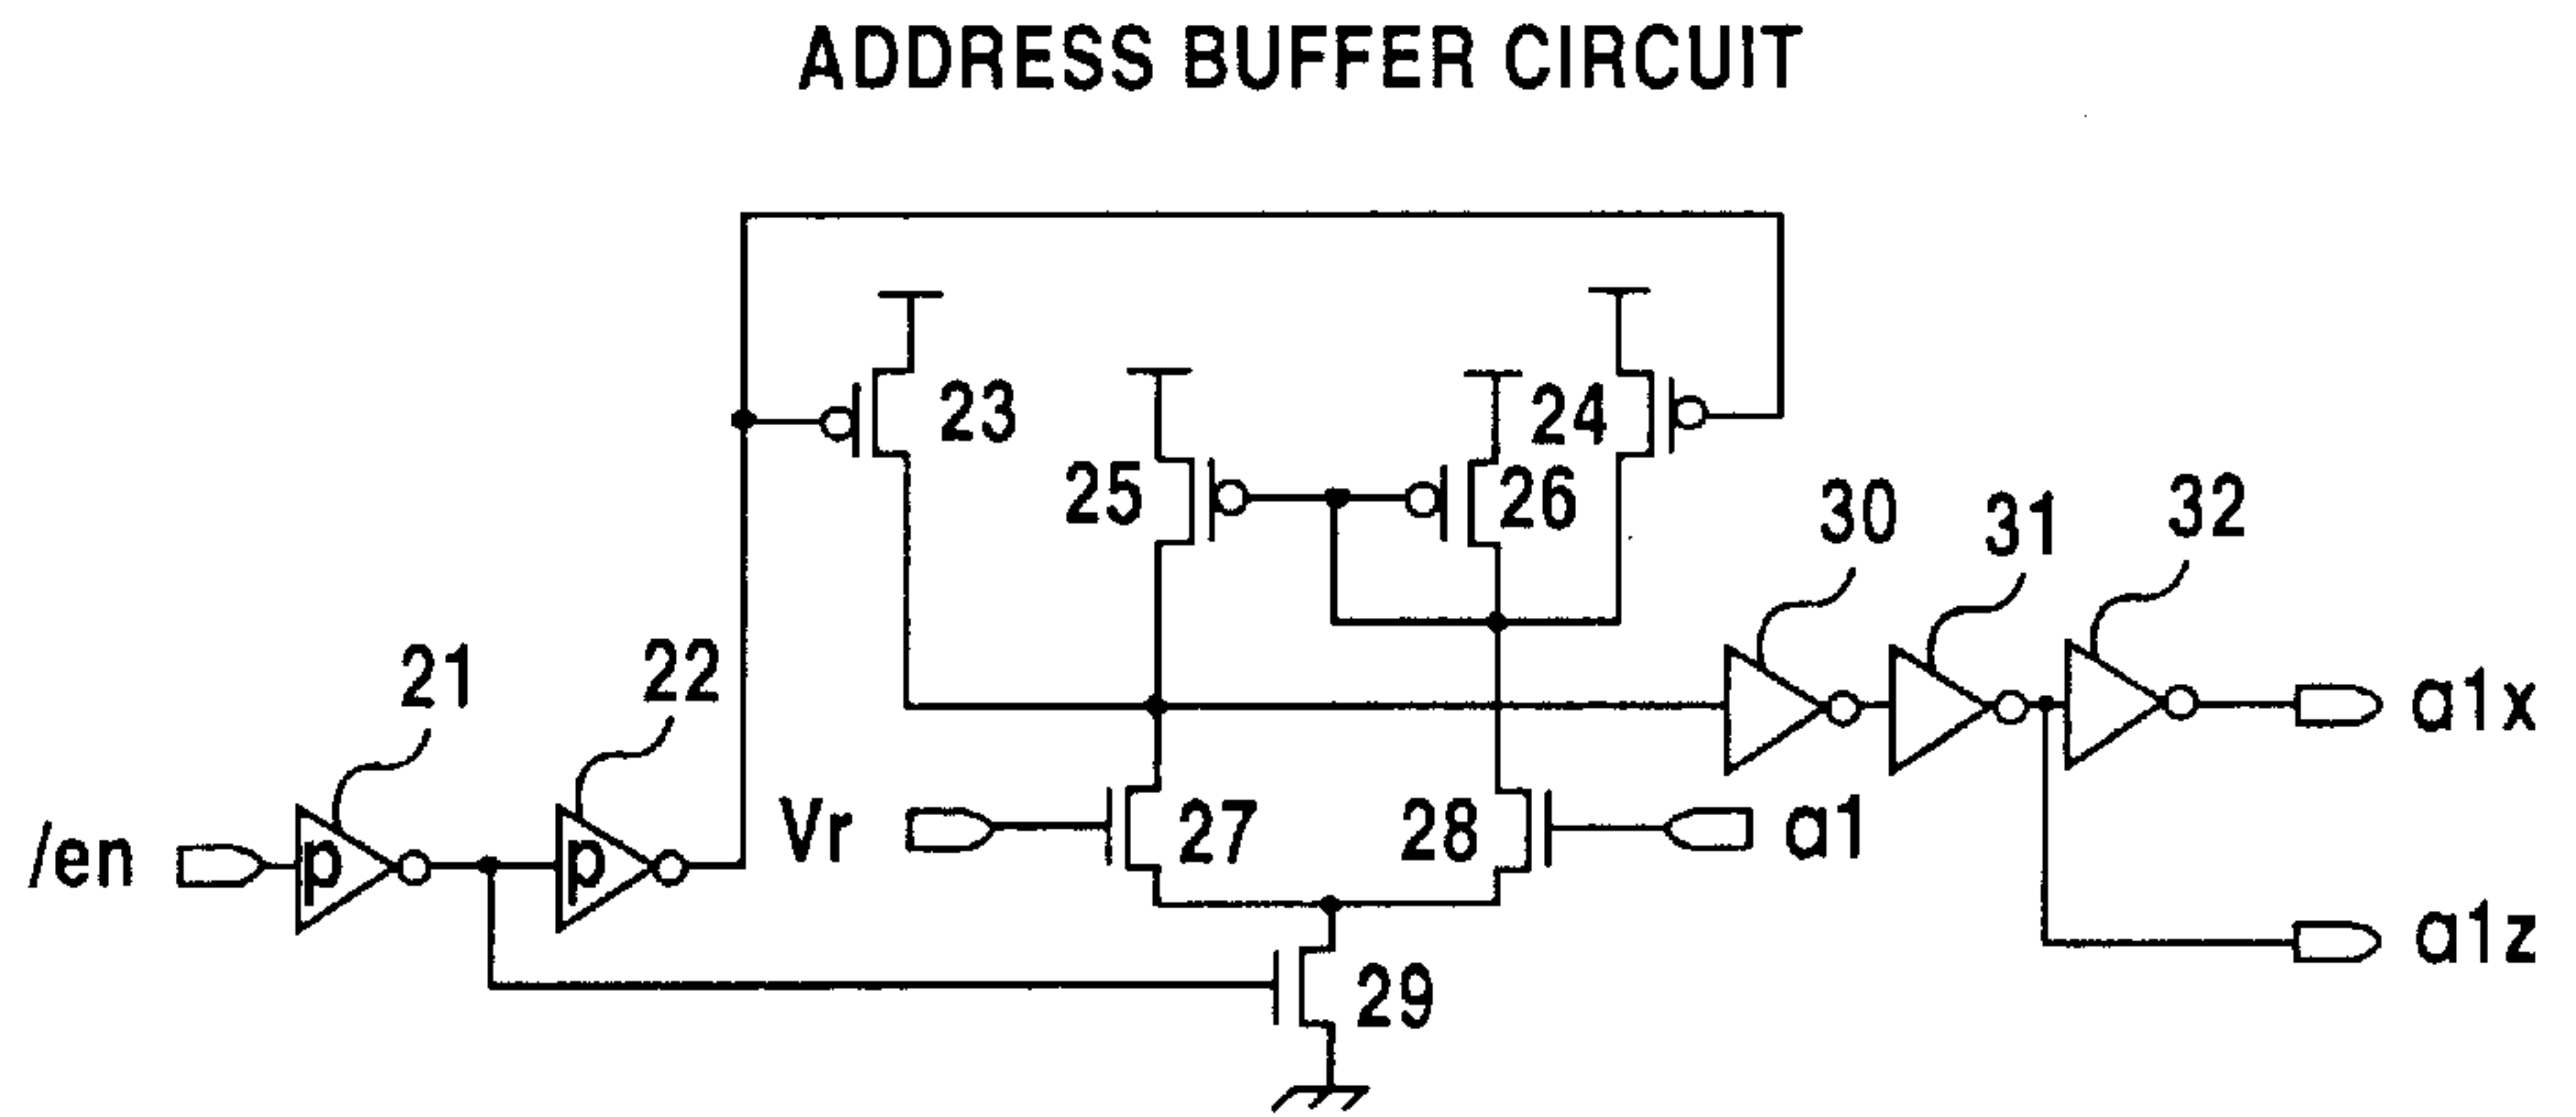 ADDRESS BUFFER CIRCUIT
23
24
25
26
30
31
32
21
22
a1x
/en
p
p
Vr
27
28
a1
a1z
29